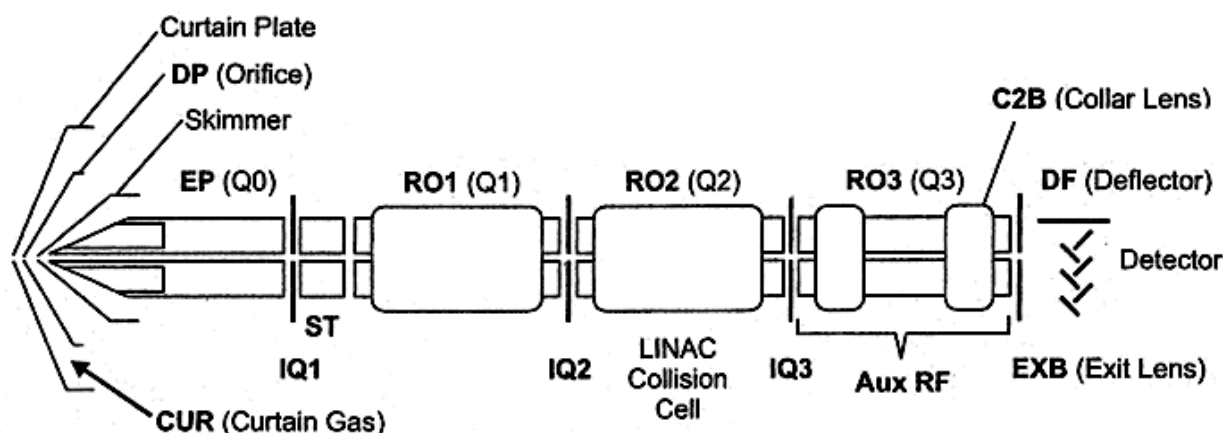 Curtain Plate
DP (Orifice)
Skimmer
C2B (Collar Lens)
EP (Q0)
RO1 (Q1)
RO2 (Q2)
RO3 (Q3)
DF (Deflector)
Detector
ST
IQ1
IQ2
LINAC
Collision
Cell
IQ3
Aux RF
EXB (Exit Lens)
CUR (Curtain Gas)